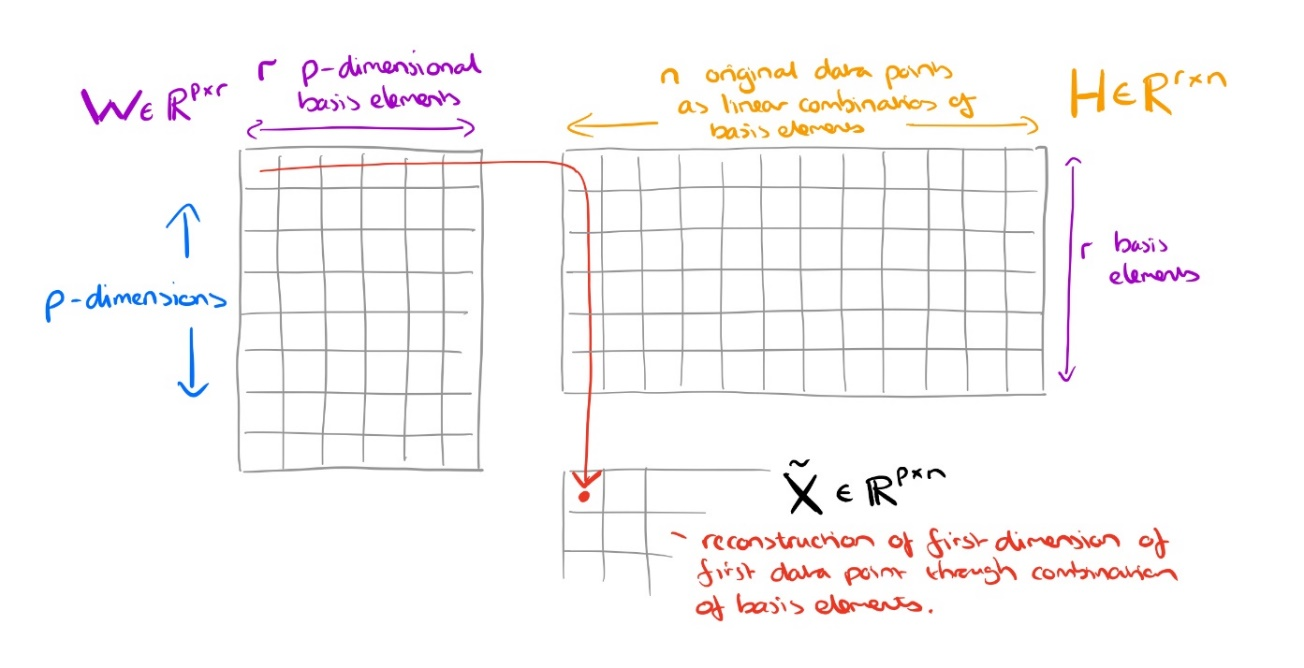 W ∈ ℝ^{p×r}
r p-dimensional
basis elements
n original data points
as linear combinations of
basis elements
H ∈ ℝ^{r×n}
p-dimensions
r basis
elements
X̃ ∈ ℝ^{p×n}
reconstruction of first dimension of
first data point through combination
of basis elements.